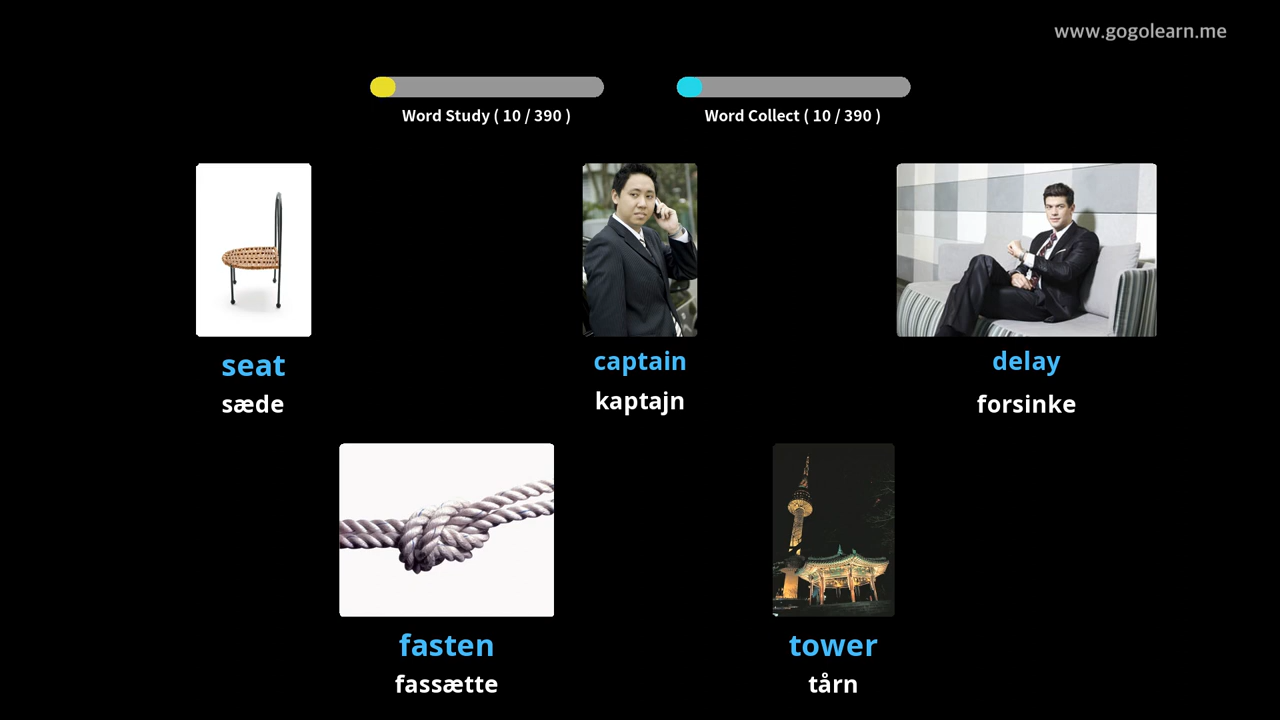 www.gogolearn.me
Word Study ( 10 / 390 )
Word Collect ( 10 / 390 )
seat
sæde
captain
kaptajn
delay
forsinke
fasten
fassætte
tower
tårn